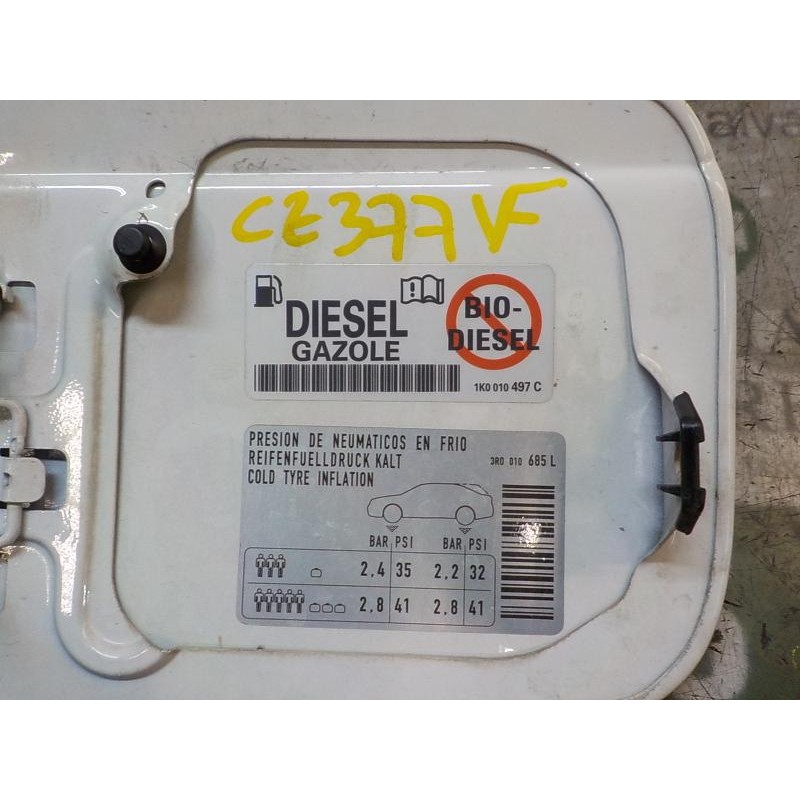 CZ377VF
DIESEL
GAZOLE
BIO-
DIESEL
1K0 010 497 C
PRESION DE NEUMATICOS EN FRIO
REIFENFUELLDRUCK KALT
COLD TYRE INFLATION
3R0 010 685 L
BAR PSI BAR PSI
2,4 35 2,2 32
2,8 41 2,8 41